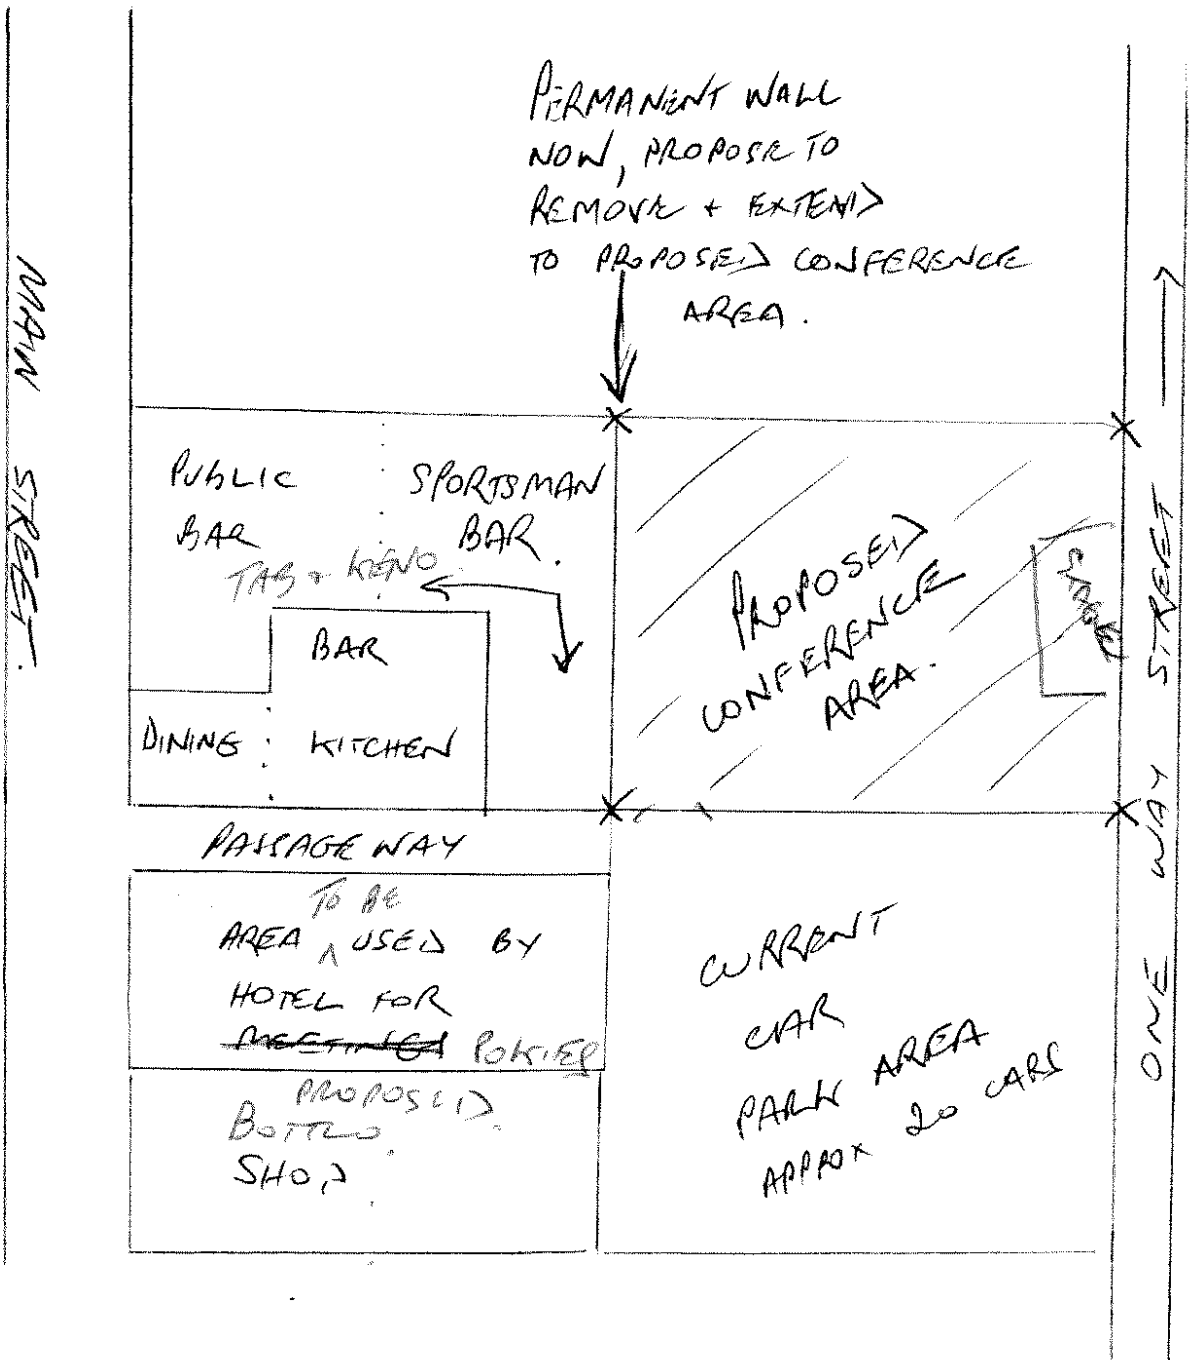 PERMANENT WALL
NOW, PROPOSE TO
REMOVE + EXTEND
TO PROPOSED CONFERENCE
AREA.
MAIN STREET.
PUBLIC
BAR
SPORTSMAN
BAR.
TAB + KENO
BAR
DINING
KITCHEN
PROPOSED
CONFERENCE
AREA.
ONE WAY STREET
PASSAGE WAY
TO BE
AREA ^ USED BY
HOTEL FOR
MEETINGS POKIES
PROPOSED
BOTTLO
SHOP
CURRENT
CAR
PARK AREA
APPROX 20 CARS